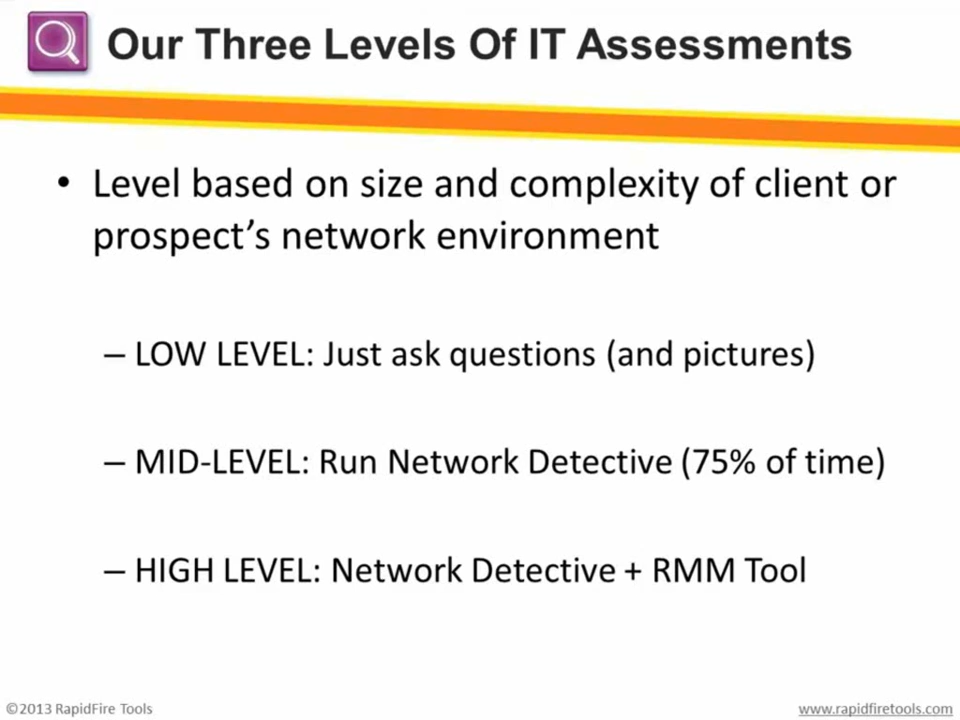 Our Three Levels Of IT Assessments
• Level based on size and complexity of client or
prospect’s network environment
– LOW LEVEL: Just ask questions (and pictures)
– MID-LEVEL: Run Network Detective (75% of time)
– HIGH LEVEL: Network Detective + RMM Tool
©2013 RapidFire Tools
www.rapidfiretools.com